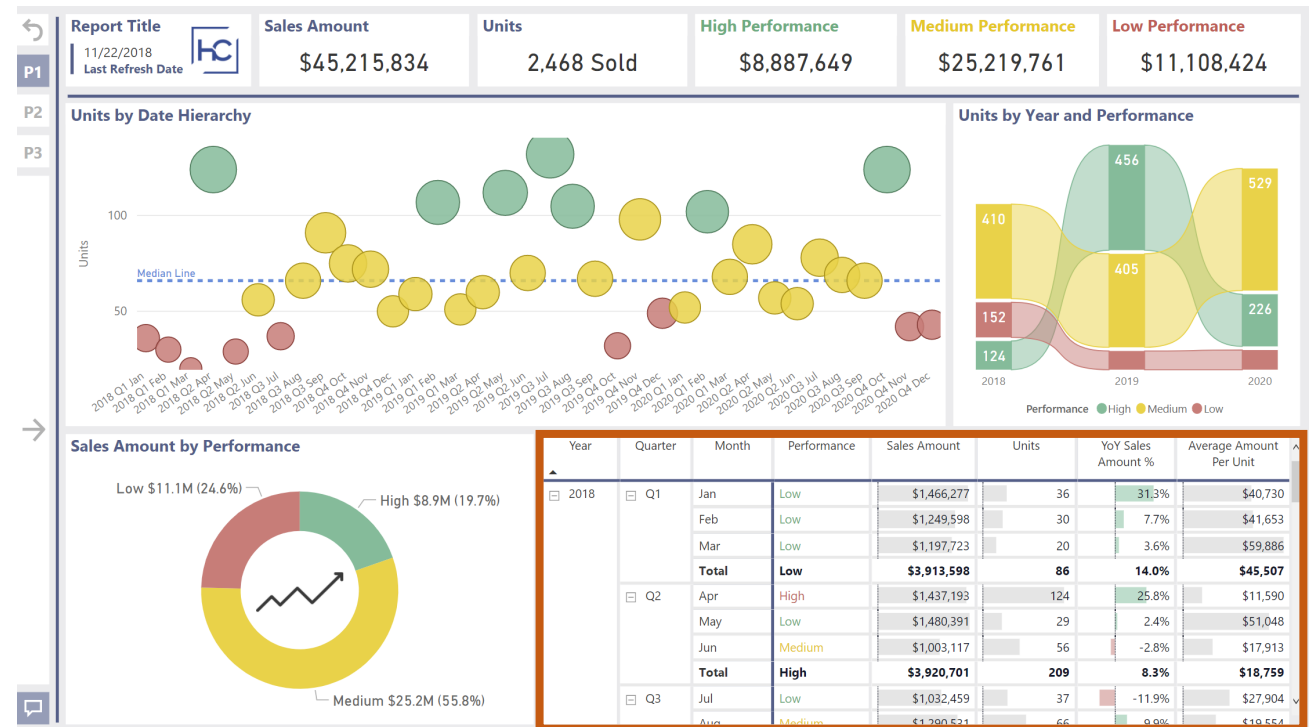 Report Title
11/22/2018
Last Refresh Date
hc
Sales Amount
$45,215,834
Units
2,468 Sold
High Performance
$8,887,649
Medium Performance
$25,219,761
Low Performance
$11,108,424
P1
P2
P3
Units by Date Hierarchy
Units
100
50
Median Line
2018 Q1 Jan
2018 Q1 Feb
2018 Q1 Mar
2018 Q2 Apr
2018 Q2 May
2018 Q2 Jun
2018 Q3 Jul
2018 Q3 Aug
2018 Q3 Sep
2018 Q4 Oct
2018 Q4 Nov
2018 Q4 Dec
2019 Q1 Jan
2019 Q1 Feb
2019 Q1 Mar
2019 Q2 Apr
2019 Q2 May
2019 Q2 Jun
2019 Q3 Jul
2019 Q3 Aug
2019 Q3 Sep
2019 Q4 Oct
2019 Q4 Nov
2019 Q4 Dec
2020 Q1 Jan
2020 Q1 Feb
2020 Q1 Mar
2020 Q2 Apr
2020 Q2 May
2020 Q2 Jun
2020 Q3 Jul
2020 Q3 Aug
2020 Q3 Sep
2020 Q4 Oct
2020 Q4 Nov
2020 Q4 Dec
Units by Year and Performance
456
529
410
405
152
226
124
2018 2019 2020
Performance High Medium Low
Sales Amount by Performance
Low $11.1M (24.6%)
High $8.9M (19.7%)
Medium $25.2M (55.8%)
Year Quarter Month Performance Sales Amount Units YoY Sales Amount % Average Amount Per Unit
2018 Q1 Jan Low $1,466,277 36 31.3% $40,730
Feb Low $1,249,598 30 7.7% $41,653
Mar Low $1,197,723 20 3.6% $59,886
Total Low $3,913,598 86 14.0% $45,507
Q2 Apr High $1,437,193 124 25.8% $11,590
May Low $1,480,391 29 2.4% $51,048
Jun Medium $1,003,117 56 -2.8% $17,913
Total High $3,920,701 209 8.3% $18,759
Q3 Jul Low $1,032,459 37 -11.9% $27,904
Aug Medium $1,290,531 66 9.9% $19,554